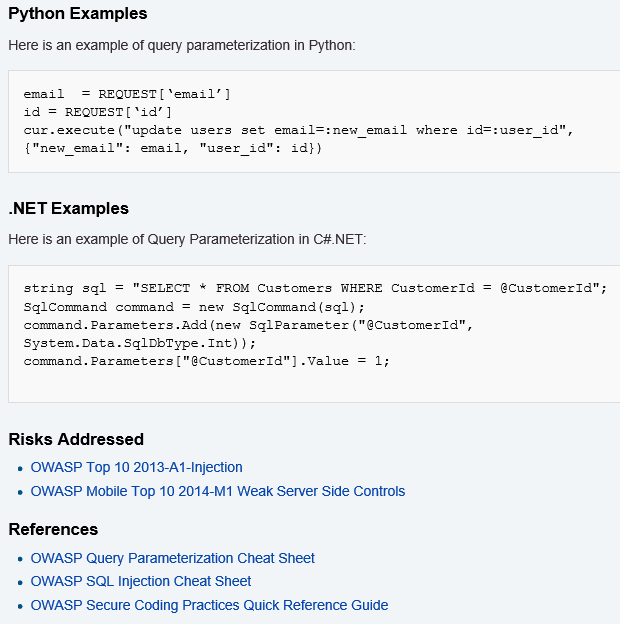 Python Examples
Here is an example of query parameterization in Python:
email  = REQUEST[‘email’]
id = REQUEST[‘id’]
cur.execute("update users set email=:new_email where id=:user_id",
{"new_email": email, "user_id": id})
.NET Examples
Here is an example of Query Parameterization in C#.NET:
string sql = "SELECT * FROM Customers WHERE CustomerId = @CustomerId";
SqlCommand command = new SqlCommand(sql);
command.Parameters.Add(new SqlParameter("@CustomerId",
System.Data.SqlDbType.Int));
command.Parameters["@CustomerId"].Value = 1;
Risks Addressed
• OWASP Top 10 2013-A1-Injection
• OWASP Mobile Top 10 2014-M1 Weak Server Side Controls
References
• OWASP Query Parameterization Cheat Sheet
• OWASP SQL Injection Cheat Sheet
• OWASP Secure Coding Practices Quick Reference Guide